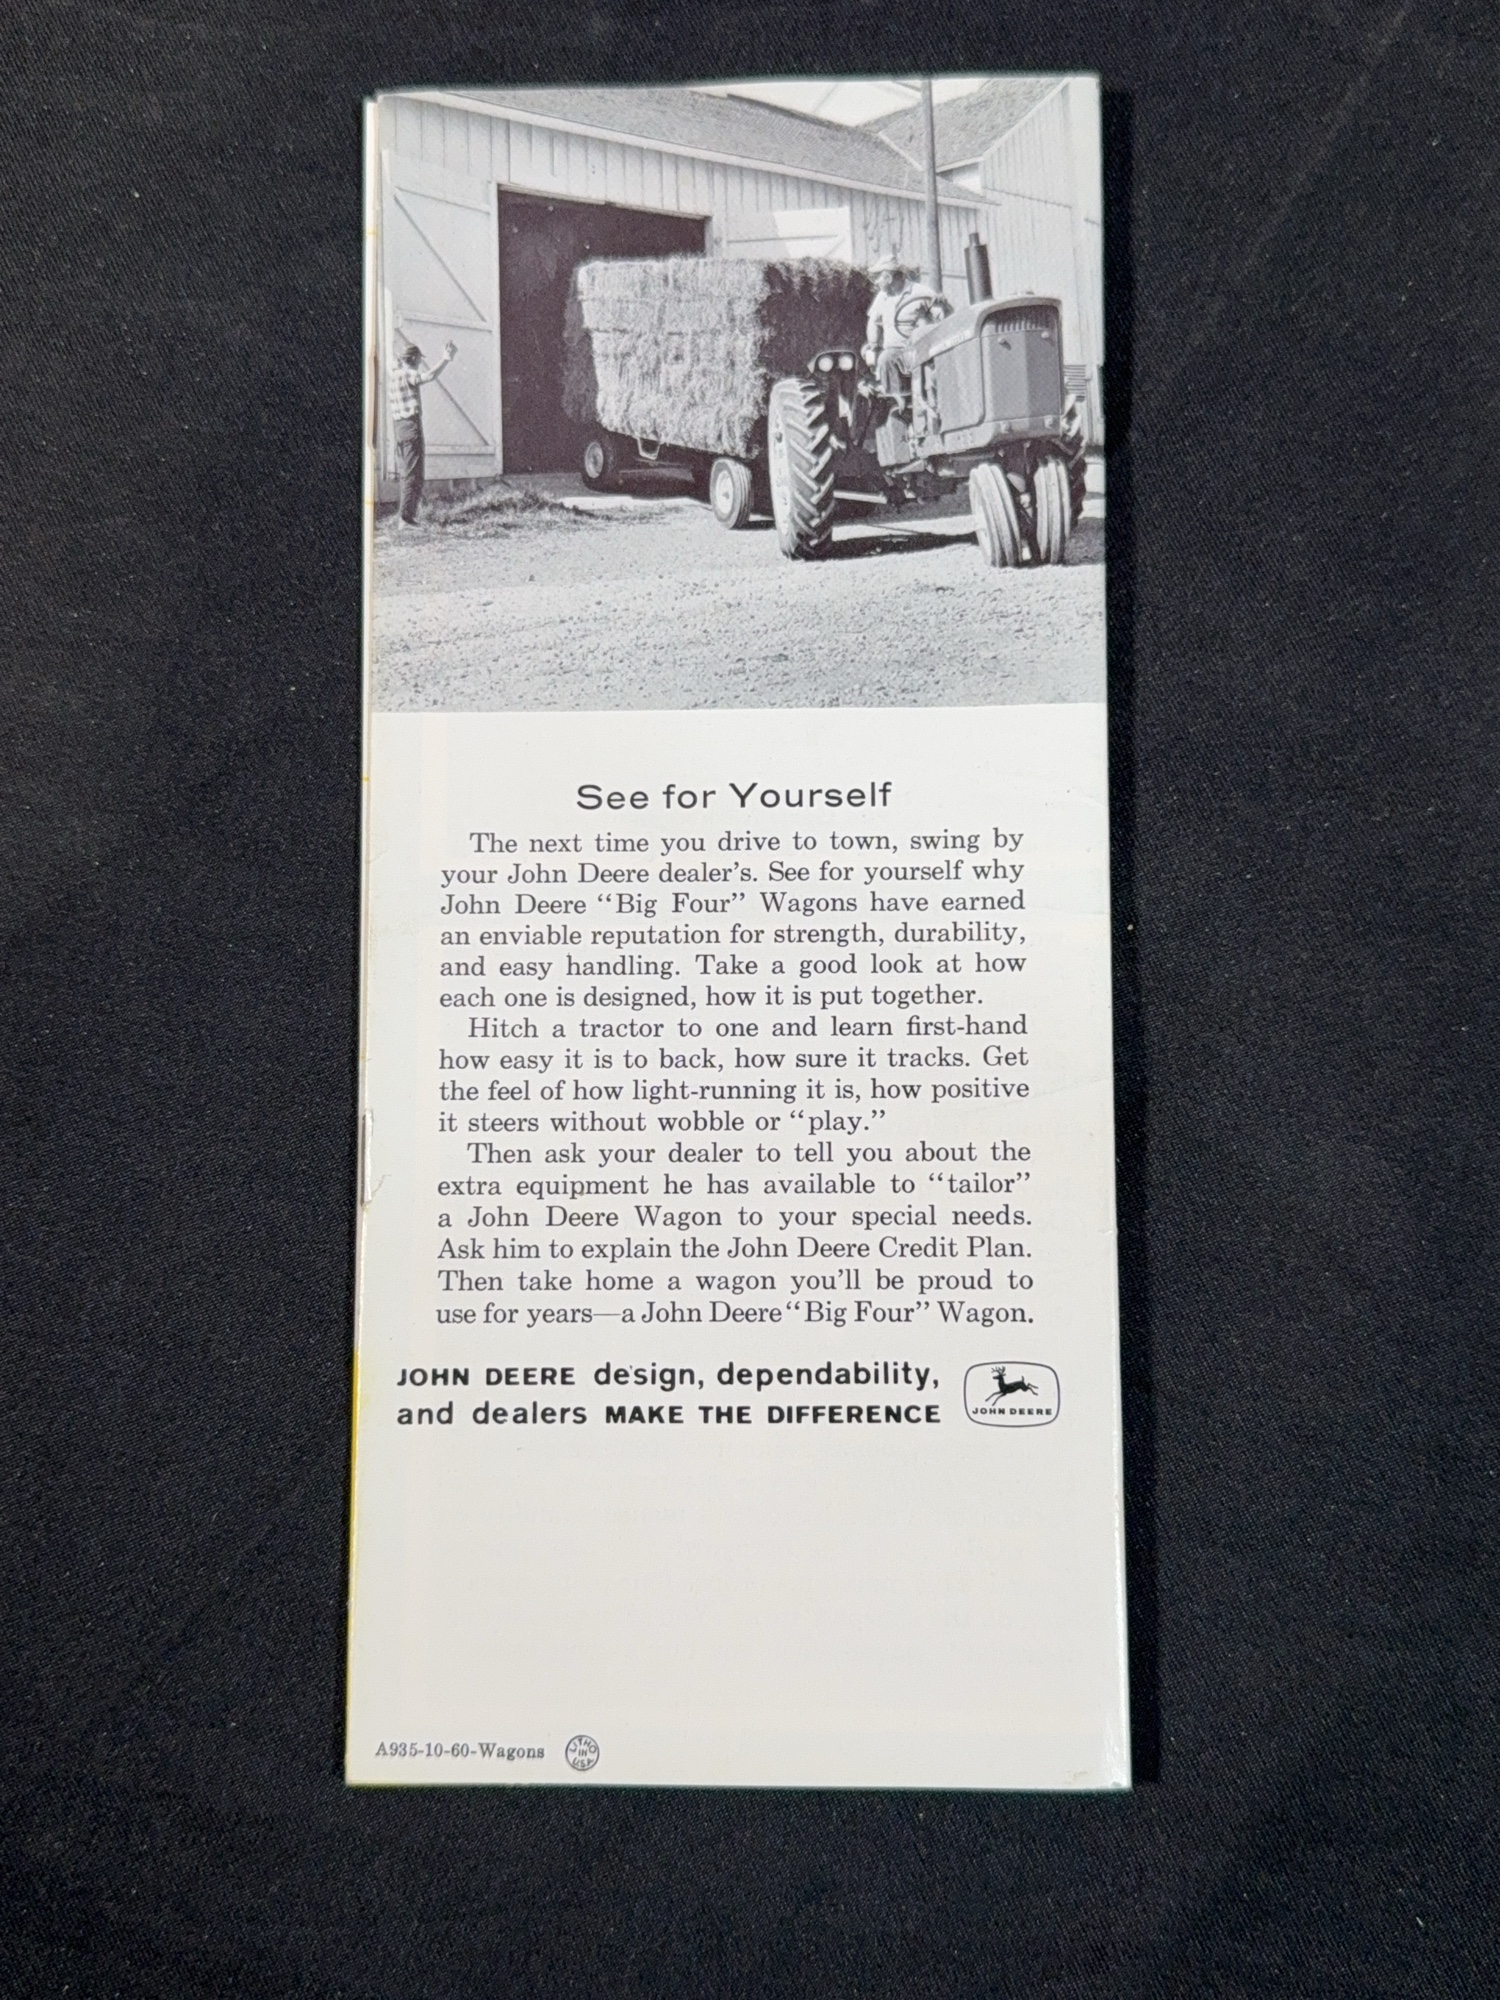 See for Yourself
The next time you drive to town, swing by
your John Deere dealer’s. See for yourself why
John Deere “Big Four” Wagons have earned
an enviable reputation for strength, durability,
and easy handling. Take a good look at how
each one is designed, how it is put together.
Hitch a tractor to one and learn first-hand
how easy it is to back, how sure it tracks. Get
the feel of how light-running it is, how positive
it steers without wobble or “play.”
Then ask your dealer to tell you about the
extra equipment he has available to “tailor”
a John Deere Wagon to your special needs.
Ask him to explain the John Deere Credit Plan.
Then take home a wagon you’ll be proud to
use for years—a John Deere “Big Four” Wagon.
JOHN DEERE design, dependability,
and dealers MAKE THE DIFFERENCE
JOHN DEERE
A935-10-60-Wagons
LITHO
IN
USA